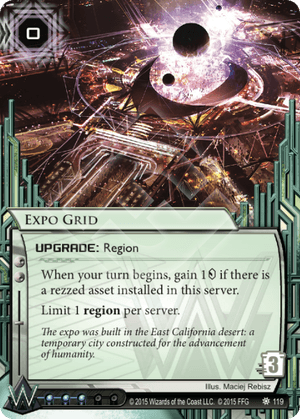 0
EXPO GRID
UPGRADE: Region
When your turn begins, gain 1 if there is
a rezzed asset installed in this server.
Limit 1 region per server.
The expo was built in the East California desert: a
temporary city constructed for the advancement
of humanity.
3
Illus. Maciej Rebisz
W
© 2015 Wizards of the Coast LLC. © 2015 FFG
119